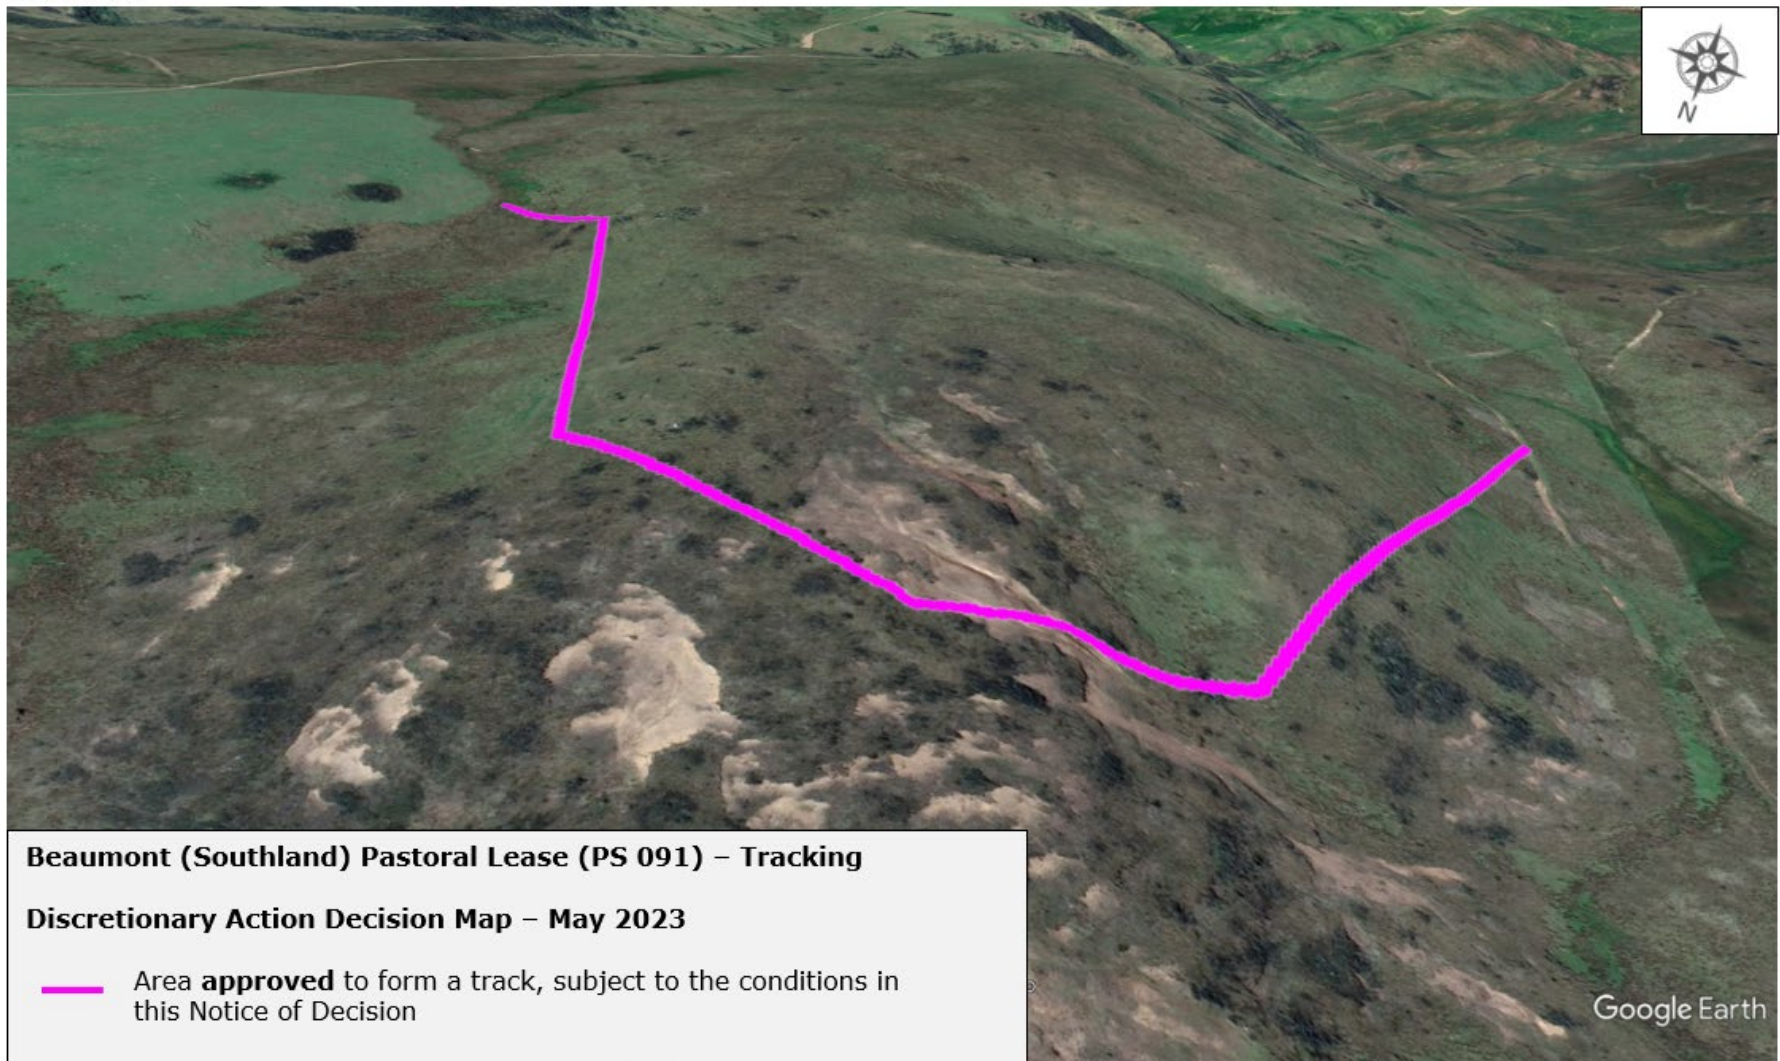 N
Beaumont (Southland) Pastoral Lease (PS 091) – Tracking
Discretionary Action Decision Map – May 2023
Area approved to form a track, subject to the conditions in
this Notice of Decision
Google Earth